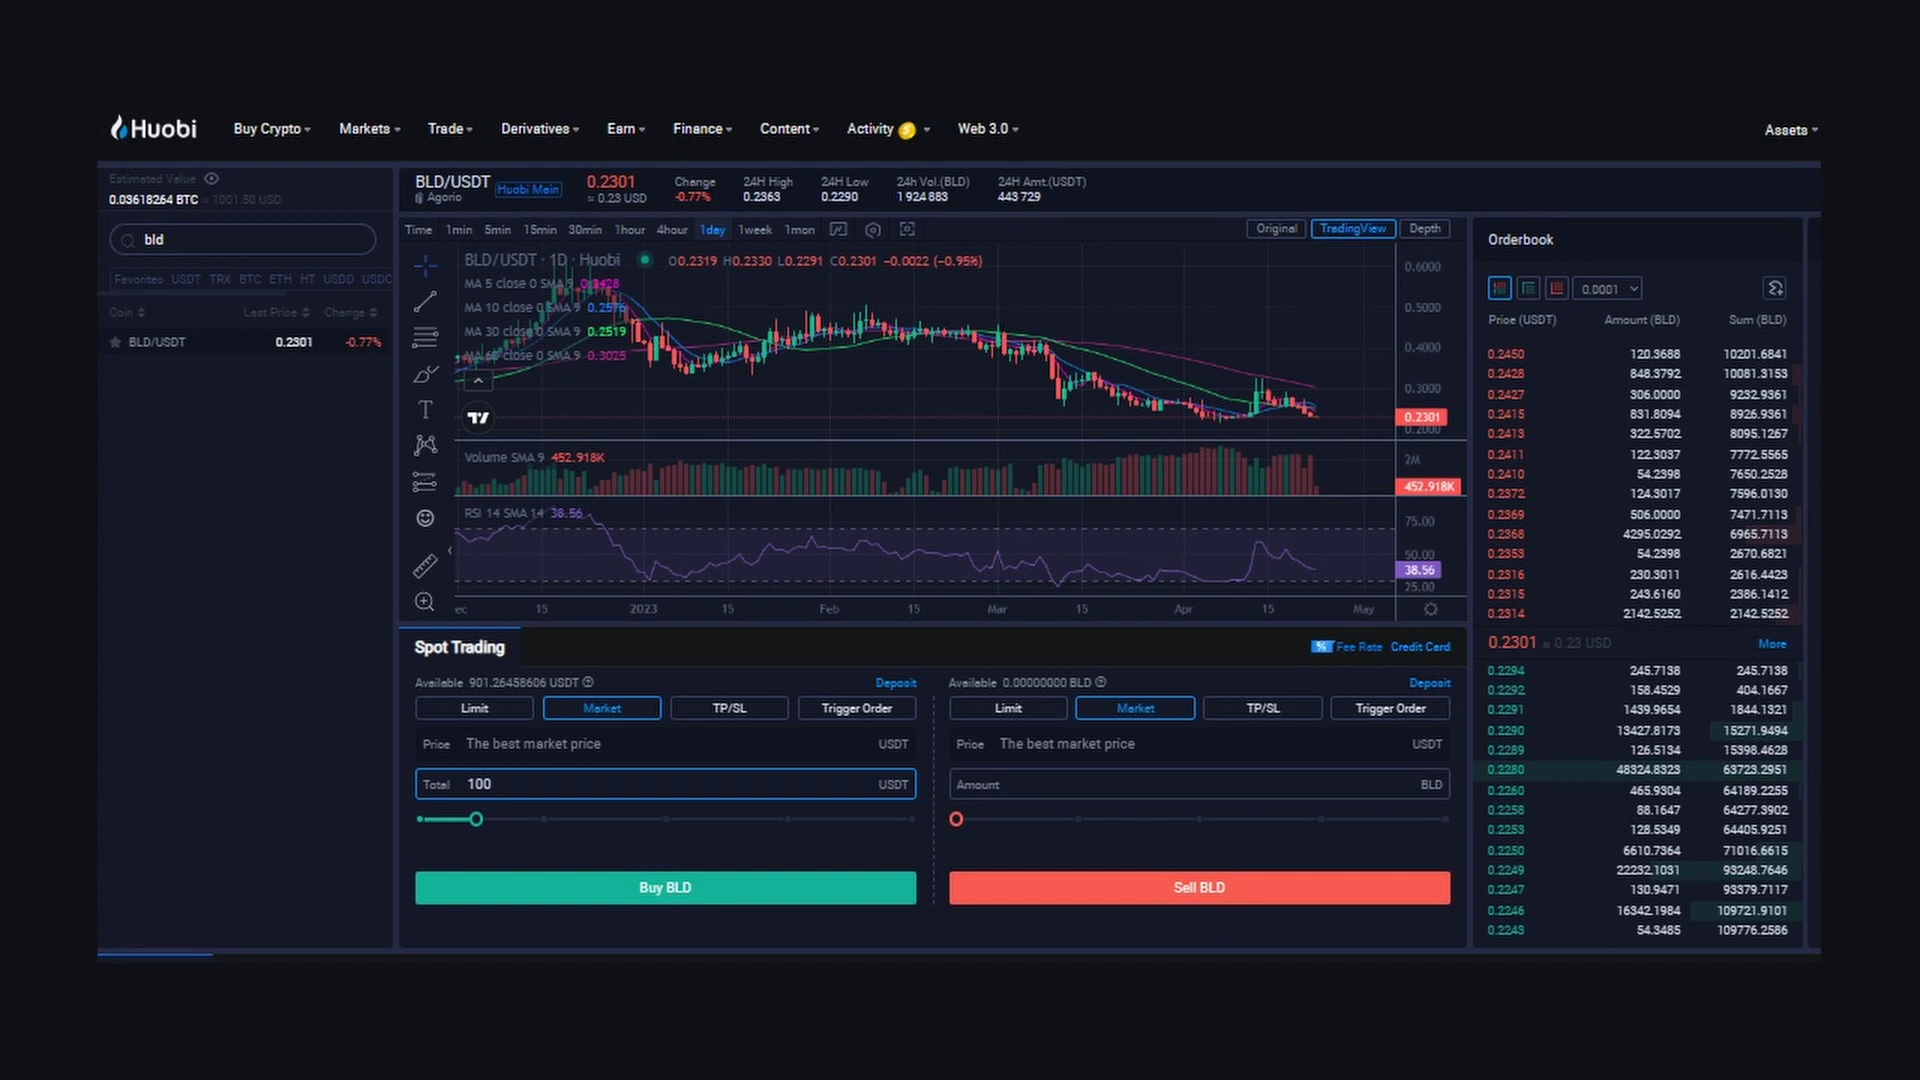 Huobi Buy Crypto Markets Trade Derivatives Earn Finance Content Activity Web 3.0 Assets
Estimated Value
0.03618264 BTC ≈ 1001.50 USD
bld
Favorites USDT TRX BTC ETH HT USDD USDC
Coin Last Price Change
BLD/USDT 0.2301 -0.77%
BLD/USDT Huobi Main 0.2301 Change 24H High 24H Low 24h Vol.(BLD) 24H Amt.(USDT)
Agorio ≈ 0.23 USD -0.77% 0.2363 0.2290 1 924 883 443 729
Time 1min 5min 15min 30min 1hour 4hour 1day 1week 1mon Original TradingView Depth
BLD/USDT · 1D · Huobi O0.2319 H0.2330 L0.2291 C0.2301 −0.0022 (−0.95%)
MA 5 close 0 SMA 9 0.2428
MA 10 close 0 SMA 9 0.2576
MA 30 close 0 SMA 9 0.2519
MA 60 close 0 SMA 9 0.3025
0.6000
0.5000
0.4000
0.3000
0.2301
0.2000
Volume SMA 9 452.918K
2M
452.918K
RSI 14 SMA 14 38.56
75.00
50.00
38.56
25.00
ec 15 2023 15 Feb 15 Mar 15 Apr 15 May
Spot Trading
% Fee Rate Credit Card
Available 901.26458606 USDT Deposit
Limit Market TP/SL Trigger Order
Price The best market price USDT
Total 100 USDT
Buy BLD
Available 0.00000000 BLD Deposit
Limit Market TP/SL Trigger Order
Price The best market price USDT
Amount BLD
Sell BLD
Orderbook
0.0001
Price (USDT) Amount (BLD) Sum (BLD)
0.2450 120.3688 10201.6841
0.2428 848.3792 10081.3153
0.2427 306.0000 9232.9361
0.2415 831.8094 8926.9361
0.2413 322.5702 8095.1267
0.2411 122.3037 7772.5565
0.2410 54.2398 7650.2528
0.2372 124.3017 7596.0130
0.2369 506.0000 7471.7113
0.2368 4295.0292 6965.7113
0.2353 54.2398 2670.6821
0.2316 230.3011 2616.4423
0.2315 243.6160 2386.1412
0.2314 2142.5252 2142.5252
0.2301 ≈ 0.23 USD More
0.2294 245.7138 245.7138
0.2292 158.4529 404.1667
0.2291 1439.9654 1844.1321
0.2290 13427.8173 15271.9494
0.2289 126.5134 15398.4628
0.2280 48324.8323 63723.2951
0.2260 465.9304 64189.2255
0.2258 88.1647 64277.3902
0.2253 128.5349 64405.9251
0.2250 6610.7364 71016.6615
0.2249 22232.1031 93248.7646
0.2247 130.9471 93379.7117
0.2246 16342.1984 109721.9101
0.2243 54.3485 109776.2586